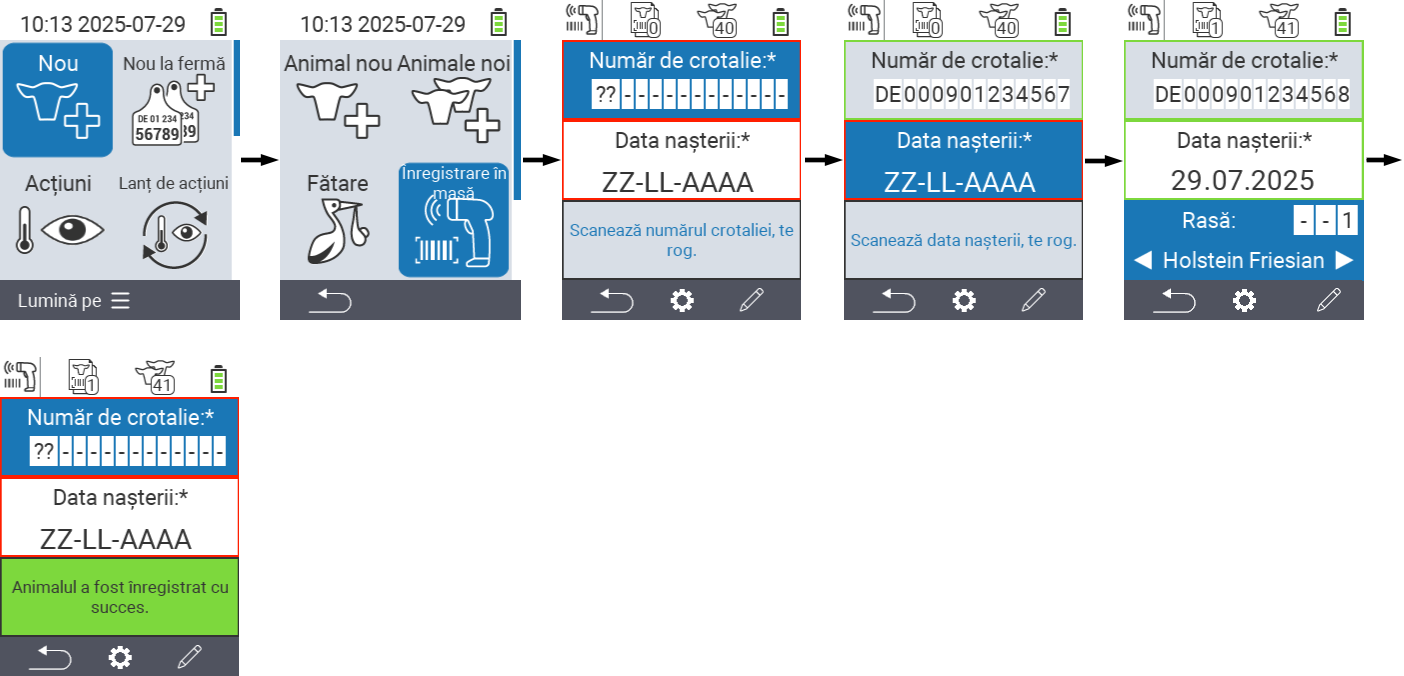 10:13 2025-07-29
Nou
Nou la fermă
DE 01 234
56789
234
89
Acțiuni
Lanț de acțiuni
Lumină pe
10:13 2025-07-29
Animal nou
Animale noi
Fătare
Înregistrare în
masă
0
40
Număr de crotalie:*
??------------
Data nașterii:*
ZZ-LL-AAAA
Scanează numărul crotaliei, te
rog.
0
40
Număr de crotalie:*
DE000901234567
Data nașterii:*
ZZ-LL-AAAA
Scanează data nașterii, te rog.
1
41
Număr de crotalie:*
DE000901234568
Data nașterii:*
29.07.2025
Rasă:
--1
Holstein Friesian
1
41
Număr de crotalie:*
??------------
Data nașterii:*
ZZ-LL-AAAA
Animalul a fost înregistrat cu
succes.